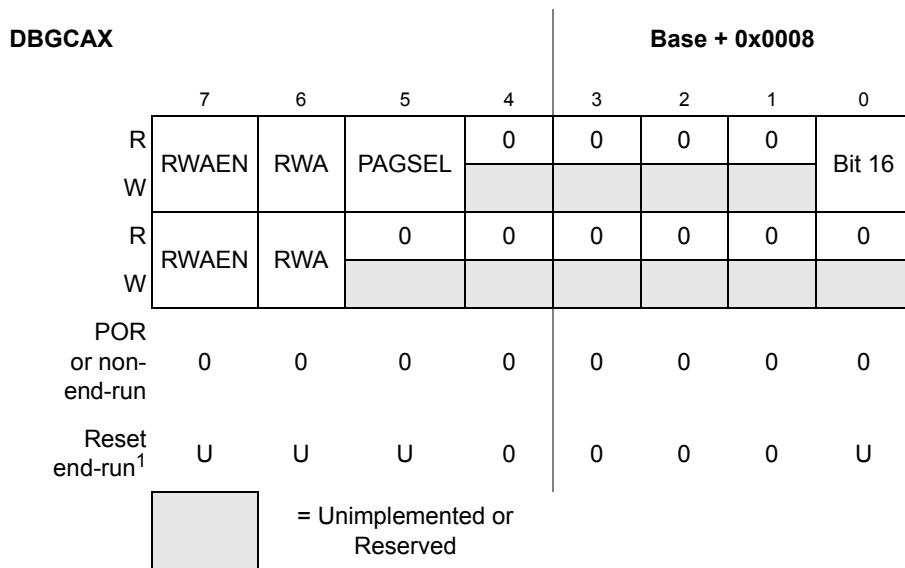 DBGCAX Base + 0x0008
7 6 5 4 3 2 1 0
R RWAEN RWA PAGSEL 0 0 0 0 Bit 16
W
R RWAEN RWA 0 0 0 0 0 0
W
POR
or non- 0 0 0 0 0 0 0 0
end-run
Reset
end-run1 U U U 0 0 0 0 U
= Unimplemented or
Reserved